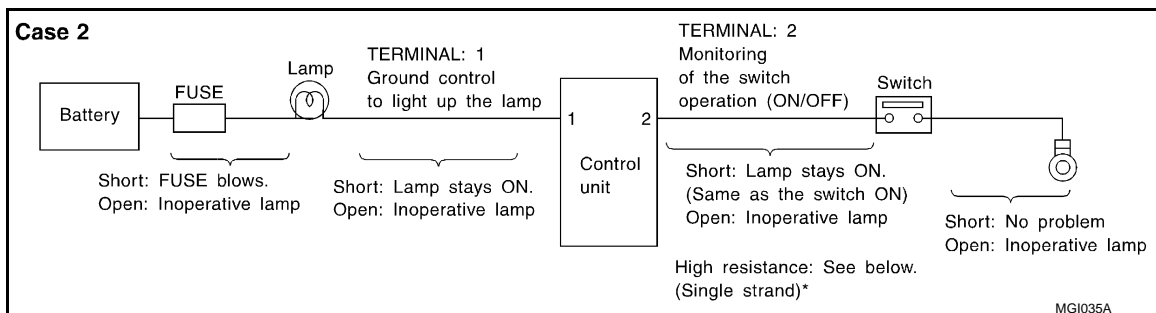 Case 2
Battery
FUSE
Lamp
TERMINAL: 1
Ground control
to light up the lamp
1
2
Control
unit
TERMINAL: 2
Monitoring
of the switch
operation (ON/OFF)
Switch
Short: FUSE blows.
Open: Inoperative lamp
Short: Lamp stays ON.
Open: Inoperative lamp
Short: Lamp stays ON.
(Same as the switch ON)
Open: Inoperative lamp
High resistance: See below.
(Single strand)*
Short: No problem
Open: Inoperative lamp
MGI035A